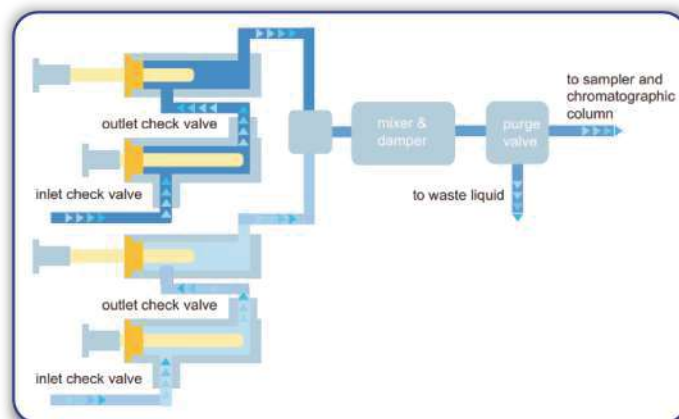 outlet check valve
inlet check valve
outlet check valve
inlet check valve
mixer &
damper
purge
valve
to sampler and
chromatographic
column
to waste liquid